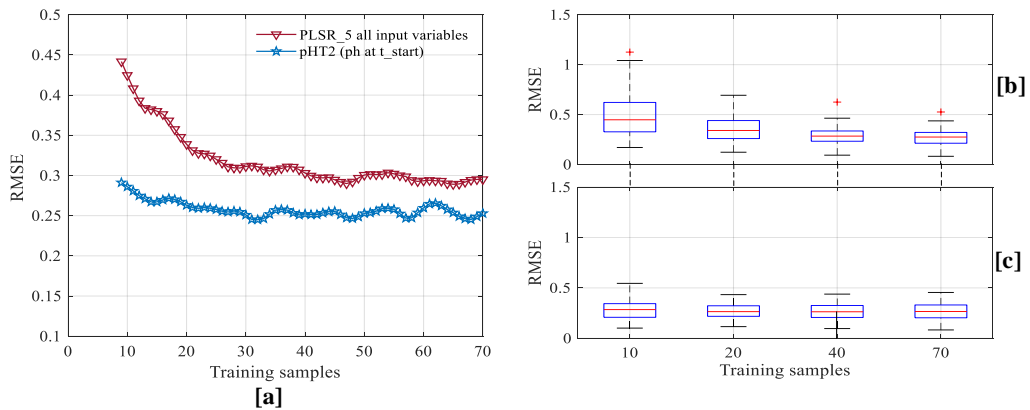 0.5
0.45
0.4
0.35
0.3
0.25
0.2
0.15
0.1
RMSE
PLSR_5 all input variables
pHT2 (ph at t_start)
0 10 20 30 40 50 60 70
Training samples
[a]
1.5
1
0.5
0
RMSE
[b]
1.5
1
0.5
0
RMSE
[c]
10 20 40 70
Training samples